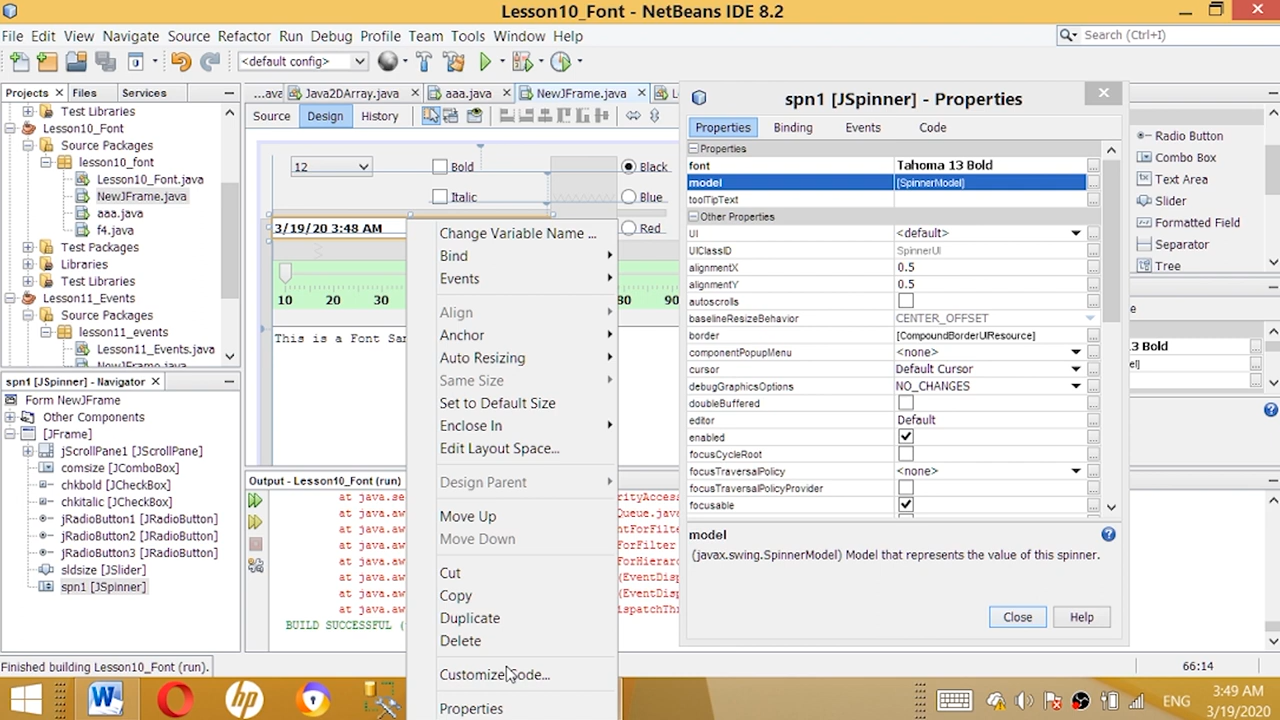 Lesson10_Font - NetBeans IDE 8.2
File Edit View Navigate Source Refactor Run Debug Profile Team Tools Window Help
Search (Ctrl+I)
<default config>
Projects Files Services
Test Libraries
Lesson10_Font
Source Packages
lesson10_font
Lesson10_Font.java
NewJFrame.java
aaa.java
f4.java
Test Packages
Libraries
Test Libraries
Lesson11_Events
Source Packages
lesson11_events
Lesson11_Events.java
NewJFrame.java
spn1 [JSpinner] - Navigator
Form NewJFrame
Other Components
[JFrame]
jScrollPane1 [JScrollPane]
comsize [JComboBox]
chkbold [JCheckBox]
chkitalic [JCheckBox]
jRadioButton1 [JRadioButton]
jRadioButton2 [JRadioButton]
jRadioButton3 [JRadioButton]
sldsize [JSlider]
spn1 [JSpinner]
Finished building Lesson10_Font (run).
...ava Java2DArray.java aaa.java NewJFrame.java L
Source Design History
12 Bold Black
Italic Blue
3/19/20 3:48 AM Red
10 20 30 80 90
This is a Font Sa
Change Variable Name ...
Bind
Events
Align
Anchor
Auto Resizing
Same Size
Set to Default Size
Enclose In
Edit Layout Space...
Design Parent
Move Up
Move Down
Cut
Copy
Duplicate
Delete
Customize Code...
Properties
Output - Lesson10_Font (run)
at java.se rityAcces
at java.aw Queue.java
at java.aw ntForFilter
at java.aw ForFilter
at java.aw ForHierar
at java.aw (EventDisp
at java.aw (EventDisp
at java.aw ispatchThr
BUILD SUCCESSFUL (
spn1 [JSpinner] - Properties
Properties Binding Events Code
Properties
font Tahoma 13 Bold
model [SpinnerModel]
toolTipText
Other Properties
UI <default>
UIClassID SpinnerUI
alignmentX 0.5
alignmentY 0.5
autoscrolls
baselineResizeBehavior CENTER_OFFSET
border [CompoundBorderUIResource]
componentPopupMenu <none>
cursor Default Cursor
debugGraphicsOptions NO_CHANGES
doubleBuffered
editor Default
enabled
focusCycleRoot
focusTraversalPolicy <none>
focusTraversalPolicyProvider
focusable
model
(javax.swing.SpinnerModel) Model that represents the value of this spinner.
Close Help
Radio Button
Combo Box
Text Area
Slider
Formatted Field
Separator
Tree
e
3 Bold
el]
66:14
ENG
3:49 AM
3/19/2020